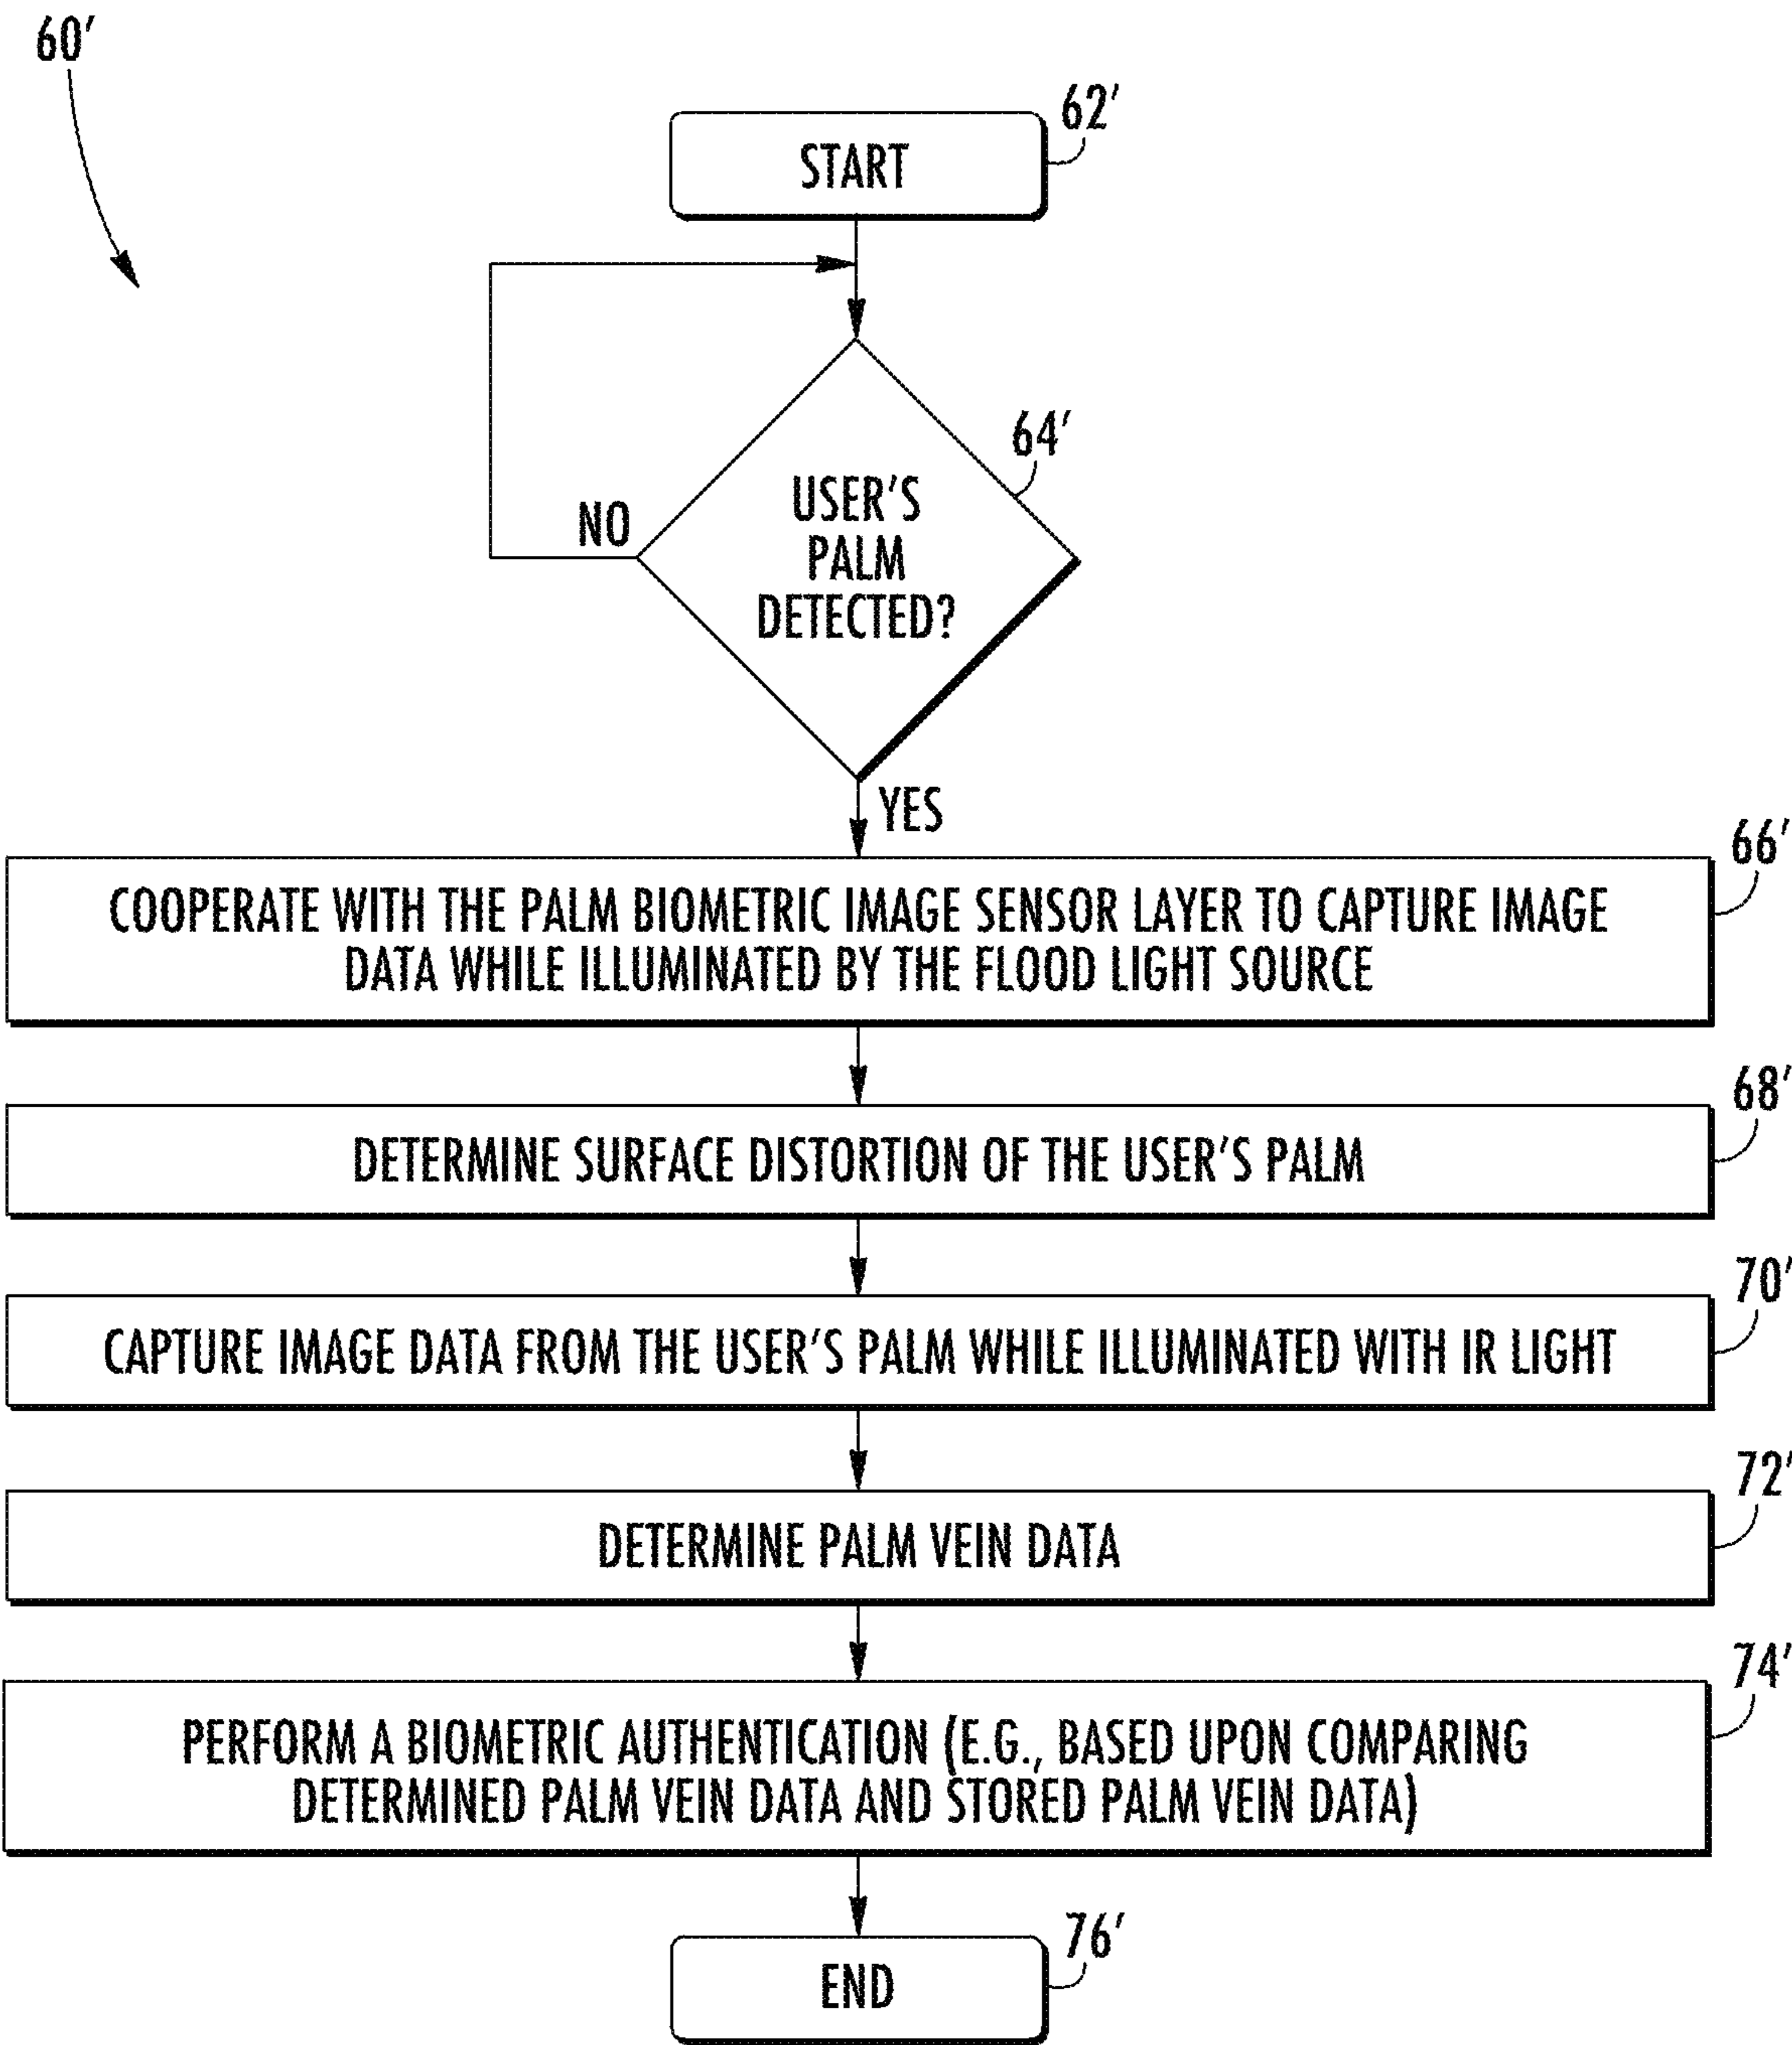 60'
62'
START
64'
USER'S
PALM
DETECTED?
NO
YES
66'
COOPERATE WITH THE PALM BIOMETRIC IMAGE SENSOR LAYER TO CAPTURE IMAGE
DATA WHILE ILLUMINATED BY THE FLOOD LIGHT SOURCE
68'
DETERMINE SURFACE DISTORTION OF THE USER'S PALM
70'
CAPTURE IMAGE DATA FROM THE USER'S PALM WHILE ILLUMINATED WITH IR LIGHT
72'
DETERMINE PALM VEIN DATA
74'
PERFORM A BIOMETRIC AUTHENTICATION (E.G., BASED UPON COMPARING
DETERMINED PALM VEIN DATA AND STORED PALM VEIN DATA)
76'
END